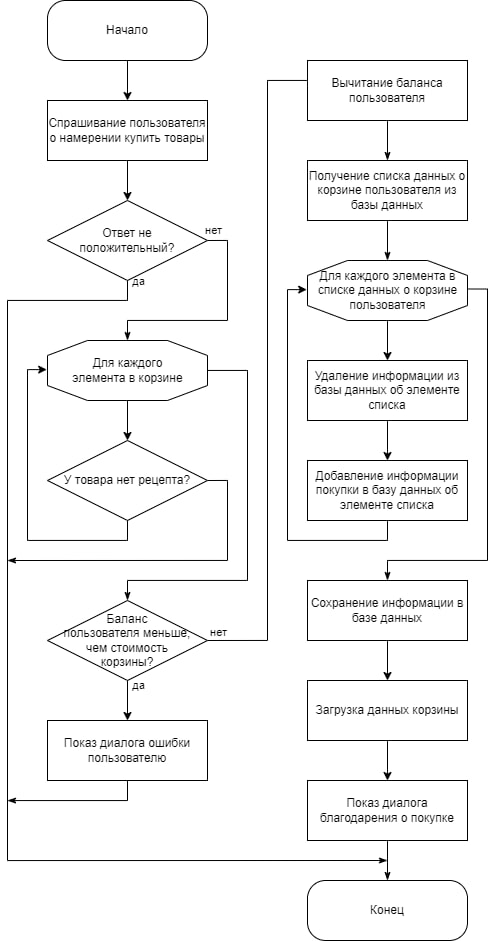 Начало
Спрашивание пользователя
о намерении купить товары
Ответ не
положительный?
нет
да
Для каждого
элемента в корзине
У товара нет рецепта?
Баланс
пользователя меньше,
чем стоимость
корзины?
нет
да
Показ диалога ошибки
пользователю
Вычитание баланса
пользователя
Получение списка данных о
корзине пользователя из
базы данных
Для каждого элемента в
списке данных о корзине
пользователя
Удаление информации из
базы данных об элементе
списка
Добавление информации
покупки в базу данных об
элементе списка
Сохранение информации в
базе данных
Загрузка данных корзины
Показ диалога
благодарения о покупке
Конец